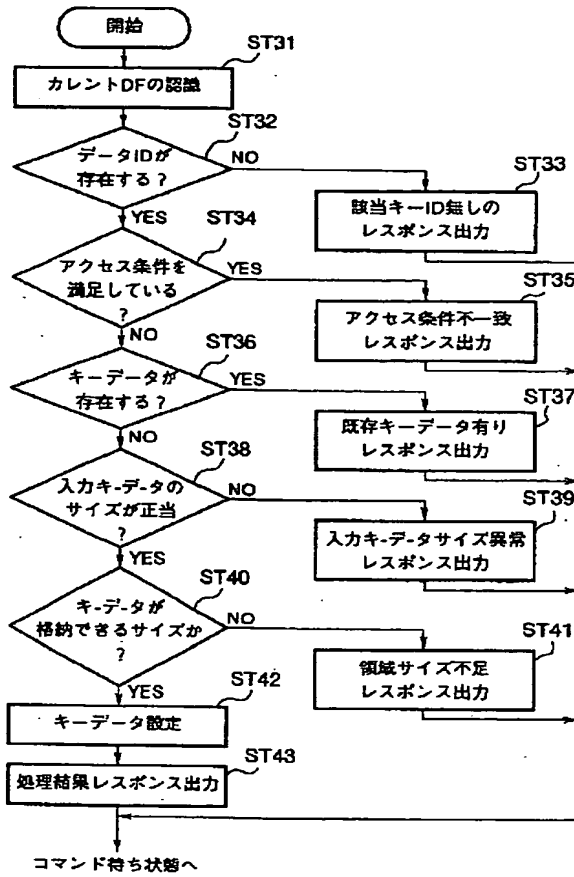 開始
ST31
カレントDFの認識
ST32
データIDが
存在する？
NO
YES
ST33
該当キーID無しの
レスポンス出力
ST34
アクセス条件を
満足している
？
YES
NO
ST35
アクセス条件不一致
レスポンス出力
ST36
キーデータが
存在する？
YES
NO
ST37
既存キーデータ有り
レスポンス出力
ST38
入力キ-データの
サイズが正当
？
NO
YES
ST39
入力キ-データサイズ異常
レスポンス出力
ST40
キ-データが
格納できるサイズか
？
NO
YES
ST41
領域サイズ不足
レスポンス出力
ST42
キーデータ設定
ST43
処理結果レスポンス出力
コマンド待ち状態へ